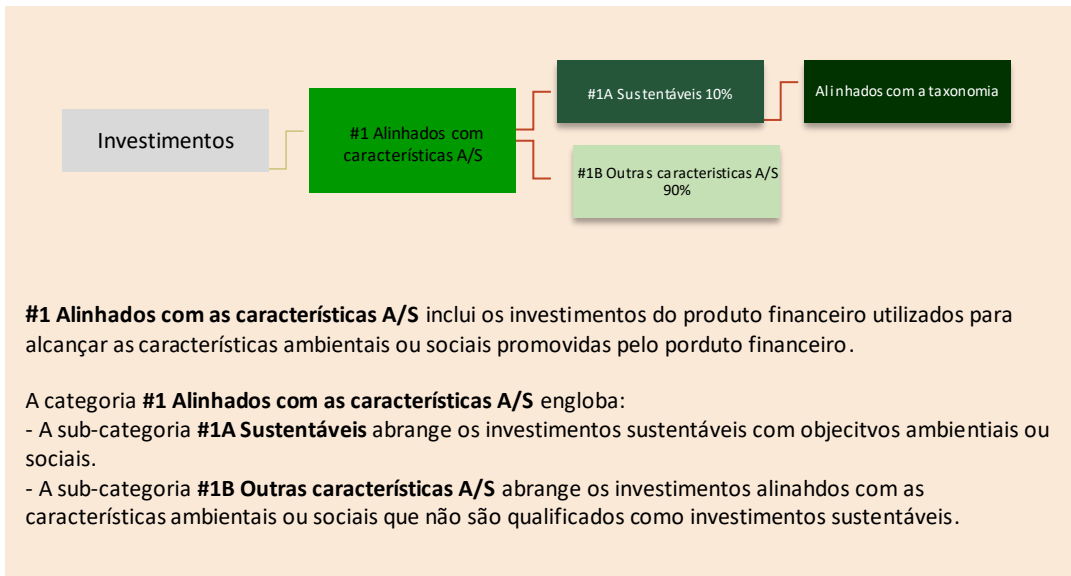 Investimentos
#1 Alinhados com
características A/S
#1A Sustentáveis 10%
Alinhados com a taxonomia
#1B Outras caracteristicas A/S
90%
#1 Alinhados com as características A/S inclui os investimentos do produto financeiro utilizados para
alcançar as características ambientais ou sociais promovidas pelo porduto financeiro.
A categoria #1 Alinhados com as características A/S engloba:
- A sub-categoria #1A Sustentáveis abrange os investimentos sustentáveis com objecitvos ambientiais ou
sociais.
- A sub-categoria #1B Outras características A/S abrange os investimentos alinahdos com as
características ambientais ou sociais que não são qualificados como investimentos sustentáveis.